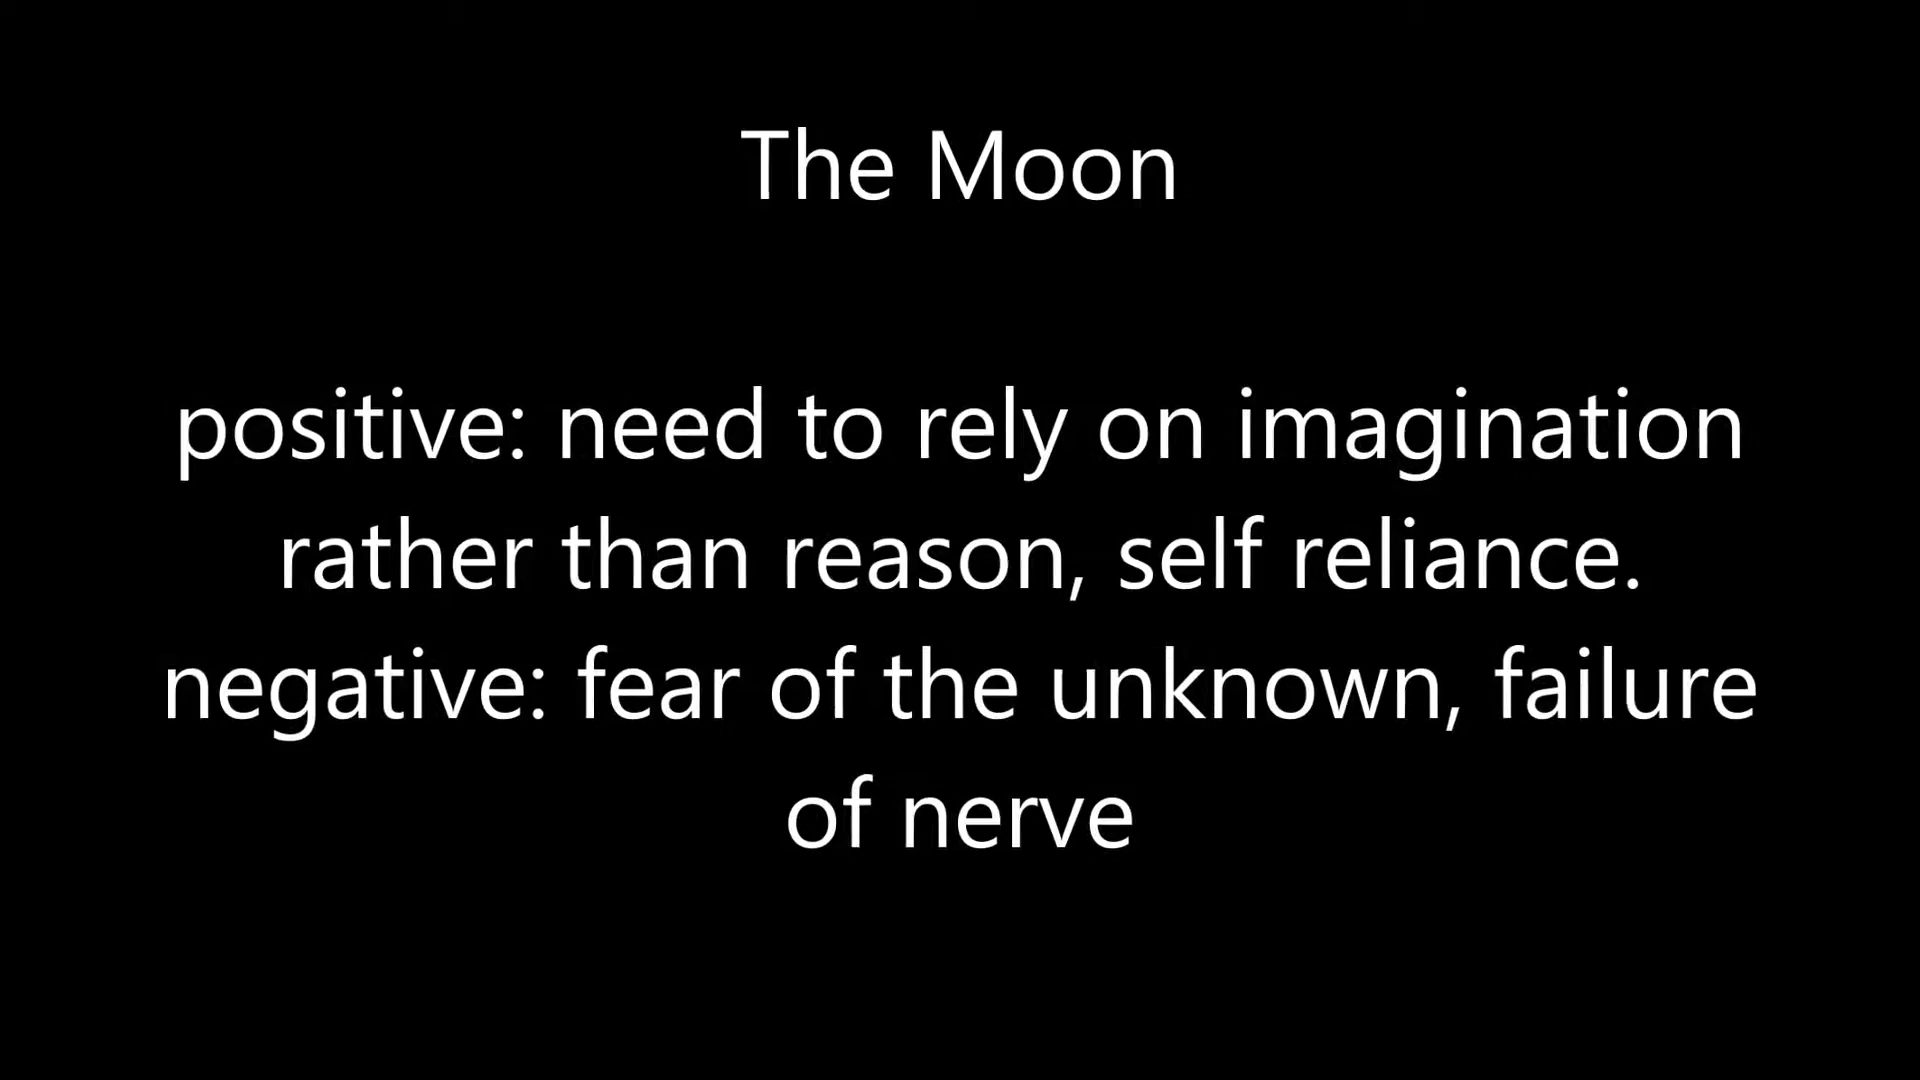 The Moon
positive: need to rely on imagination
rather than reason, self reliance.
negative: fear of the unknown, failure
of nerve